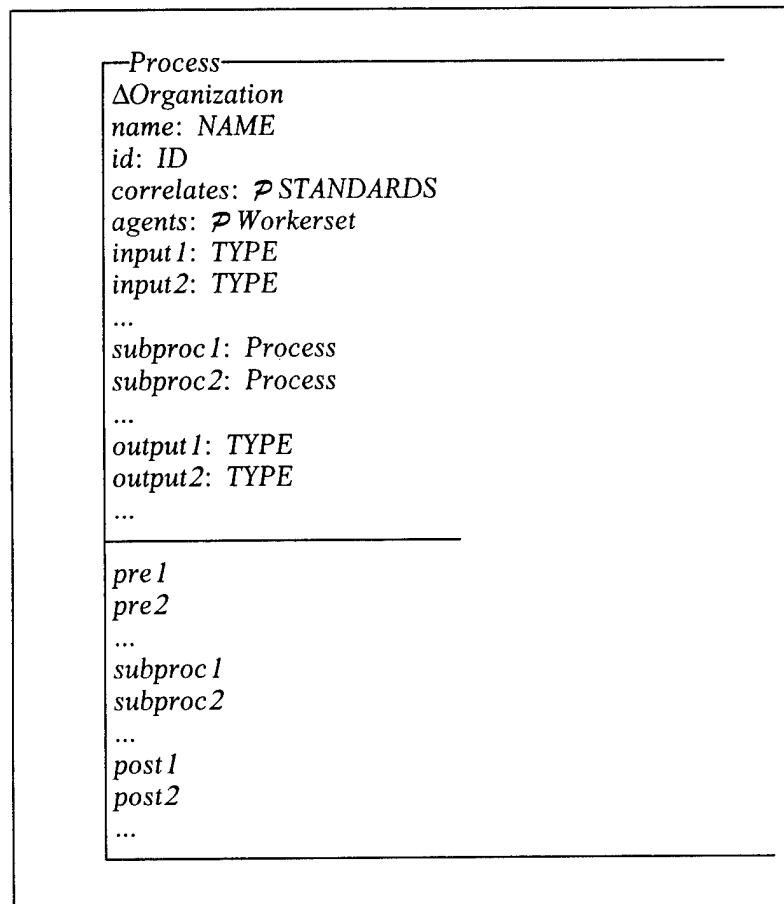 Process
ΔOrganization
name: NAME
id: ID
correlates: 𝒫 STANDARDS
agents: 𝒫 Workerset
input1: TYPE
input2: TYPE
...
subproc1: Process
subproc2: Process
...
output1: TYPE
output2: TYPE
...
pre1
pre2
...
subproc1
subproc2
...
post1
post2
...